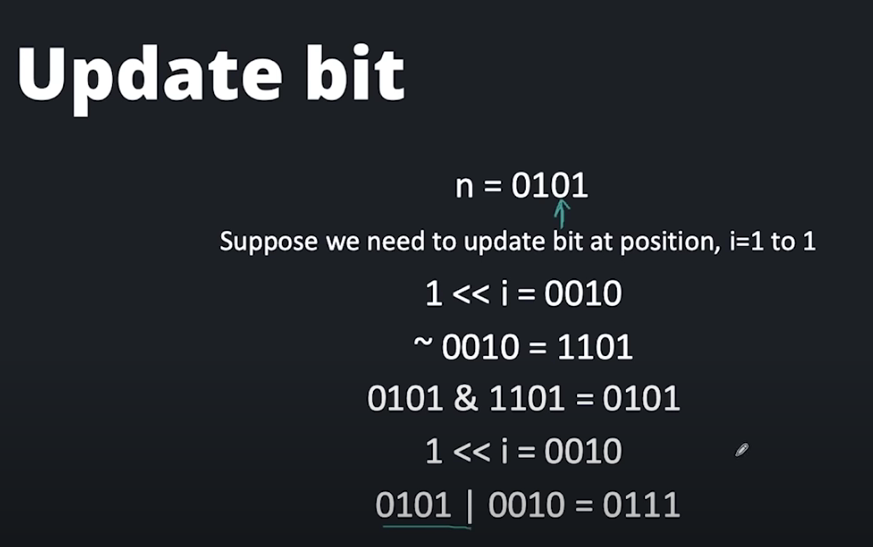 Update bit
n = 0101
Suppose we need to update bit at position, i=1 to 1
1 << i = 0010
~ 0010 = 1101
0101 & 1101 = 0101
1 << i = 0010
0101 | 0010 = 0111